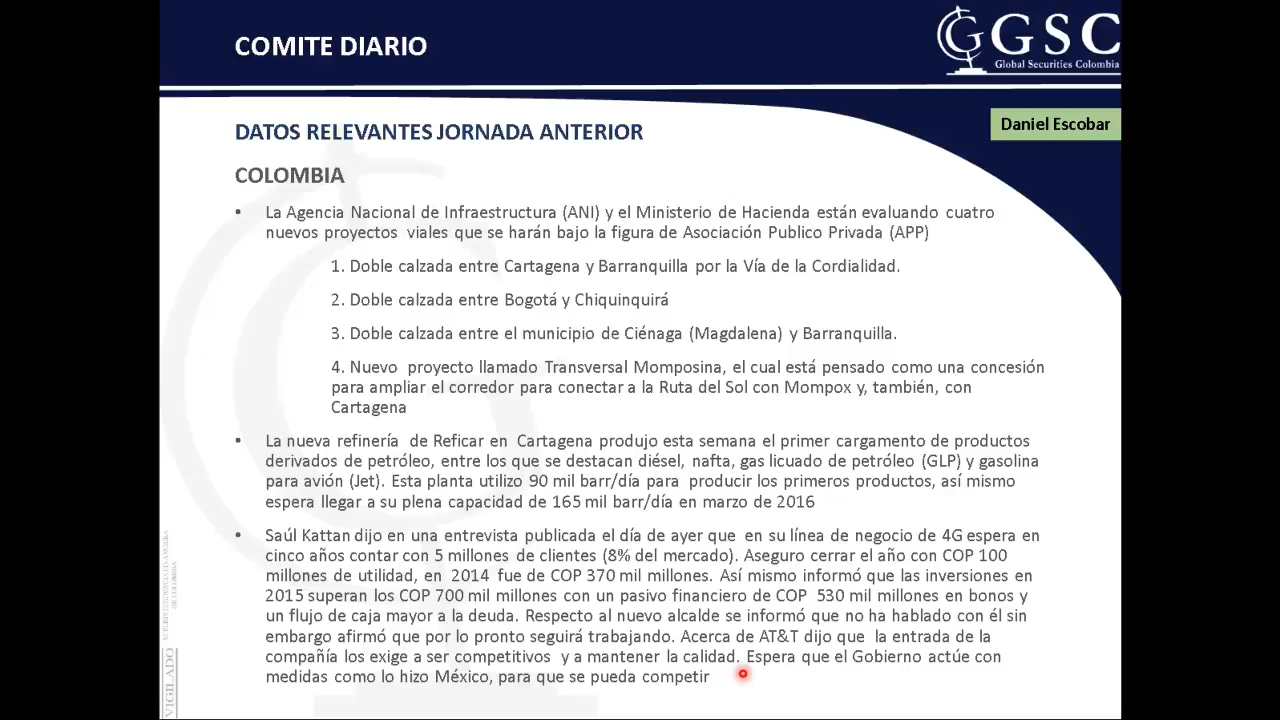 COMITE DIARIO
GGSC
Global Securities Colombia
Daniel Escobar
DATOS RELEVANTES JORNADA ANTERIOR
COLOMBIA
• La Agencia Nacional de Infraestructura (ANI) y el Ministerio de Hacienda están evaluando cuatro
nuevos proyectos viales que se harán bajo la figura de Asociación Publico Privada (APP)
1. Doble calzada entre Cartagena y Barranquilla por la Vía de la Cordialidad.
2. Doble calzada entre Bogotá y Chiquinquirá
3. Doble calzada entre el municipio de Ciénaga (Magdalena) y Barranquilla.
4. Nuevo proyecto llamado Transversal Momposina, el cual está pensado como una concesión
para ampliar el corredor para conectar a la Ruta del Sol con Mompox y, también, con
Cartagena
• La nueva refinería de Reficar en Cartagena produjo esta semana el primer cargamento de productos
derivados de petróleo, entre los que se destacan diésel, nafta, gas licuado de petróleo (GLP) y gasolina
para avión (Jet). Esta planta utilizo 90 mil barr/día para producir los primeros productos, así mismo
espera llegar a su plena capacidad de 165 mil barr/día en marzo de 2016
• Saúl Kattan dijo en una entrevista publicada el día de ayer que en su línea de negocio de 4G espera en
cinco años contar con 5 millones de clientes (8% del mercado). Aseguro cerrar el año con COP 100
millones de utilidad, en 2014 fue de COP 370 mil millones. Así mismo informó que las inversiones en
2015 superan los COP 700 mil millones con un pasivo financiero de COP 530 mil millones en bonos y
un flujo de caja mayor a la deuda. Respecto al nuevo alcalde se informó que no ha hablado con él sin
embargo afirmó que por lo pronto seguirá trabajando. Acerca de AT&T dijo que la entrada de la
compañía los exige a ser competitivos y a mantener la calidad. Espera que el Gobierno actúe con
medidas como lo hizo México, para que se pueda competir
VIGILADO